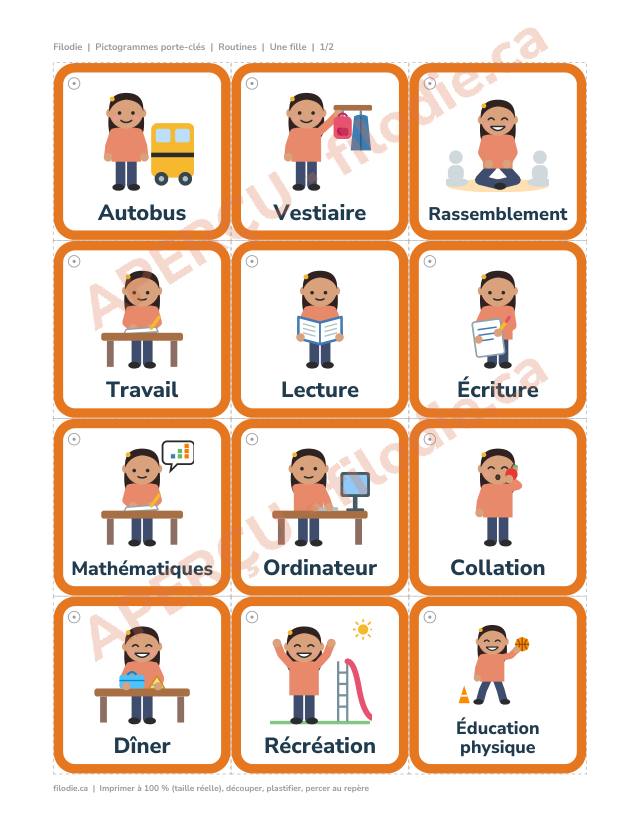 Filodie | Pictogrammes porte-clés | Routines | Une fille | 1/2
Autobus
Vestiaire
Rassemblement
Travail
Lecture
Écriture
Mathématiques
Ordinateur
Collation
Dîner
Récréation
Éducation
physique
APERÇU filodie.ca
APERÇU filodie.ca
filodie.ca | Imprimer à 100 % (taille réelle), découper, plastifier, percer au repère